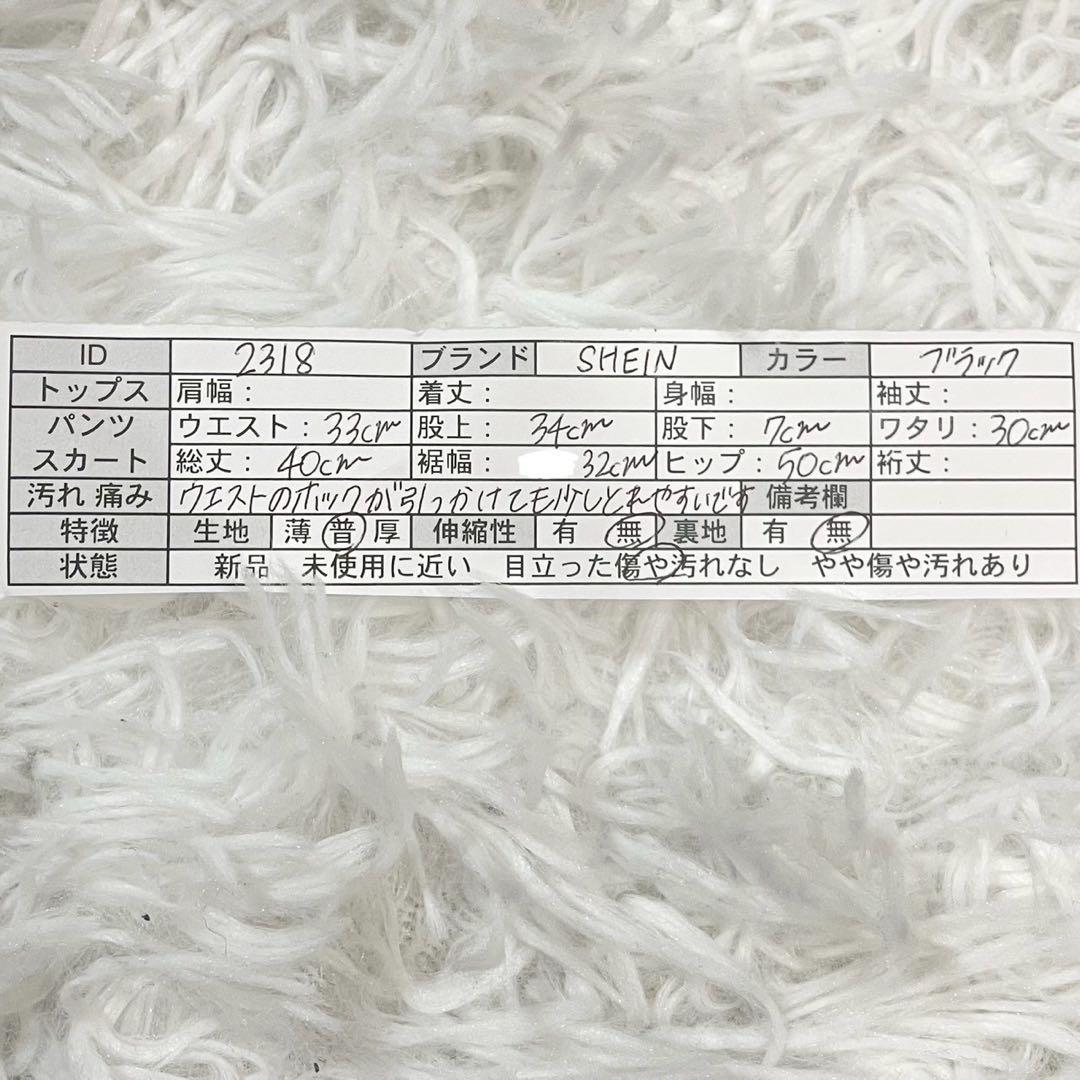 ID 2318 ブランド SHEIN カラー ブラック
トップス 肩幅： 着丈： 身幅： 袖丈：
パンツ ウエスト：33cm 股上：34cm 股下：7cm ワタリ：30cm
スカート 総丈：40cm 裾幅：32cm ヒップ：50cm 裄丈：
汚れ 痛み ウエストのホックが引っかけても少しとれやすいです 備考欄
特徴 生地 薄 普 厚 伸縮性 有 無 裏地 有 無
状態 新品 未使用に近い 目立った傷や汚れなし やや傷や汚れあり